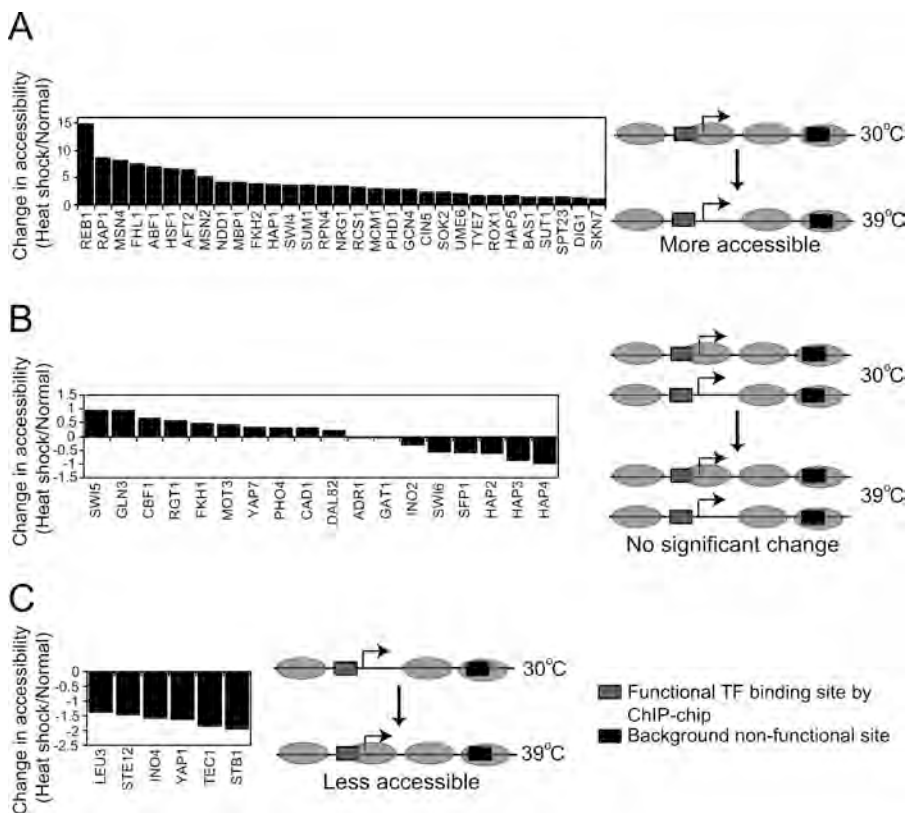 A
Change in accessibility
(Heat shock/Normal)
15
10
5
0
REB1
RAP1
MSN4
FHL1
ABF1
HSF1
AFT2
MSN2
NDD1
MBP1
FKH2
HAP1
SWI4
SUM1
RPN4
NRG1
RCS1
MCM1
PHD1
GCN4
CIN5
SOK2
UME6
TYE7
ROX1
HAP5
BAS1
SUT1
SPT23
DIG1
SKN7
30°C
39°C
More accessible
B
Change in accessibility
(Heat shock/Normal)
1.5
1
0.5
0
-0.5
-1
-1.5
SWI5
GLN3
CBF1
RGT1
FKH1
MOT3
YAP7
PHO4
CAD1
DAL82
ADR1
GAT1
INO2
SWI6
SFP1
HAP2
HAP3
HAP4
30°C
39°C
No significant change
C
Change in accessibility
(Heat shock/Normal)
0
-0.5
-1
-1.5
-2
-2.5
LEU3
STE12
INO4
YAP1
TEC1
STB1
30°C
39°C
Less accessible
Functional TF binding site by
ChIP-chip
Background non-functional site